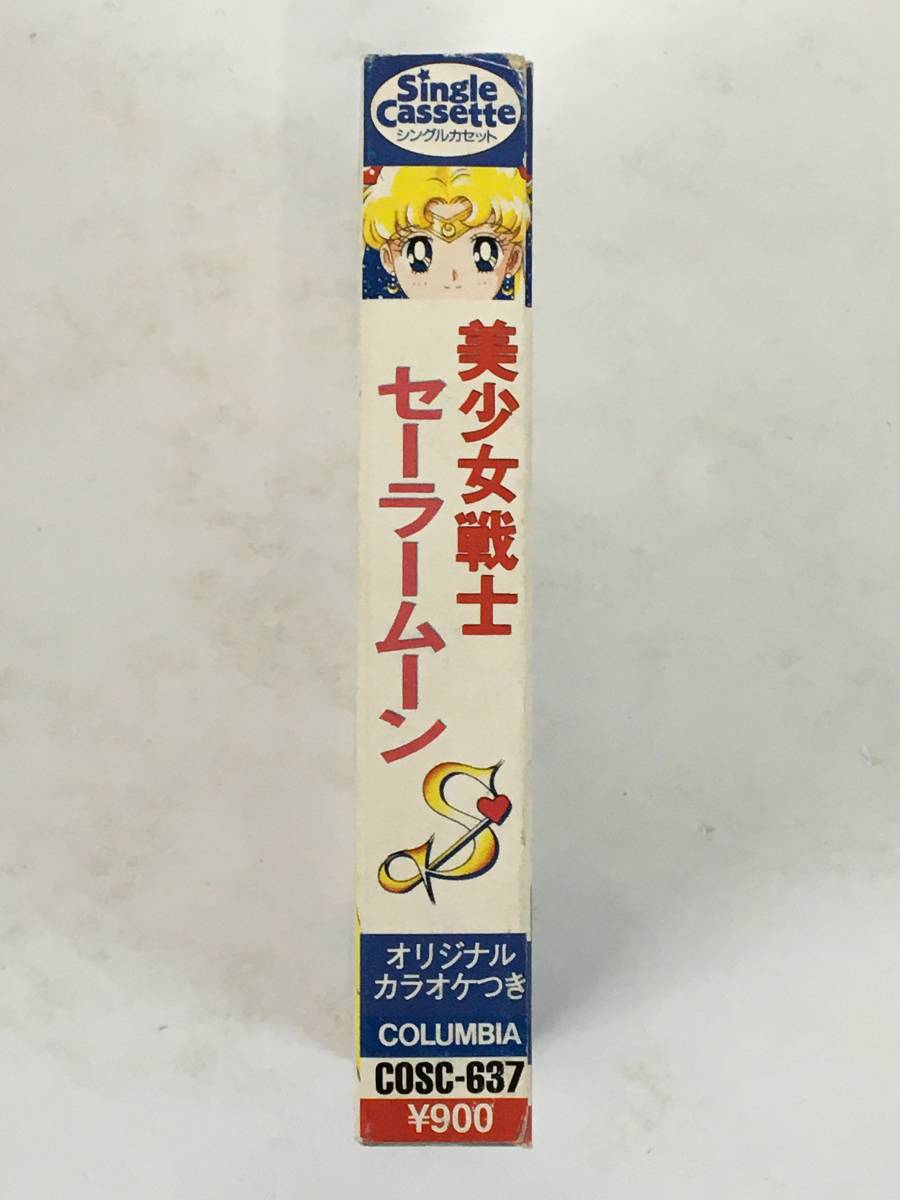 Single
Cassette
シングルカセット
美少女戦士
セーラームーン
S
オリジナル
カラオケつき
COLUMBIA
COSC-637
¥900